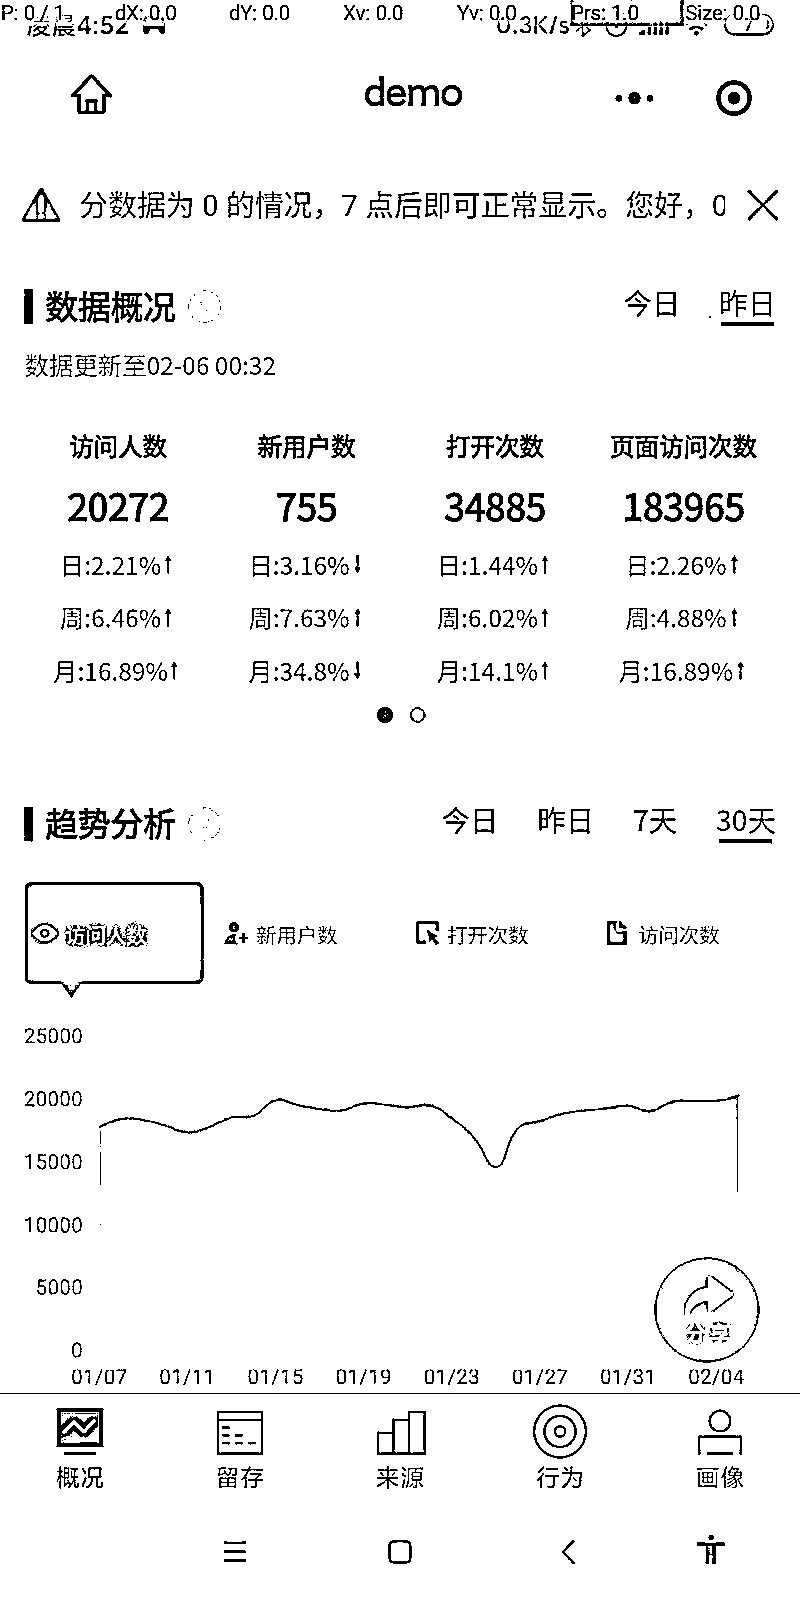 P: 0 / 1 dX: 0.0 dY: 0.0 Xv: 0.0 Yv: 0.0 Prs: 1.0 Size: 0.0
凌晨4:52 0.3K/s
demo
分数据为 0 的情况，7 点后即可正常显示。您好，0
数据概况 今日 昨日
数据更新至02-06 00:32
访问人数 新用户数 打开次数 页面访问次数
20272 755 34885 183965
日:2.21%↑ 日:3.16%↓ 日:1.44%↑ 日:2.26%↑
周:6.46%↑ 周:7.63%↑ 周:6.02%↑ 周:4.88%↑
月:16.89%↑ 月:34.8%↓ 月:14.1%↑ 月:16.89%↑
趋势分析 今日 昨日 7天 30天
访问人数 新用户数 打开次数 访问次数
25000
20000
15000
10000
5000
0
01/07 01/11 01/15 01/19 01/23 01/27 01/31 02/04
分享
概况 留存 来源 行为 画像